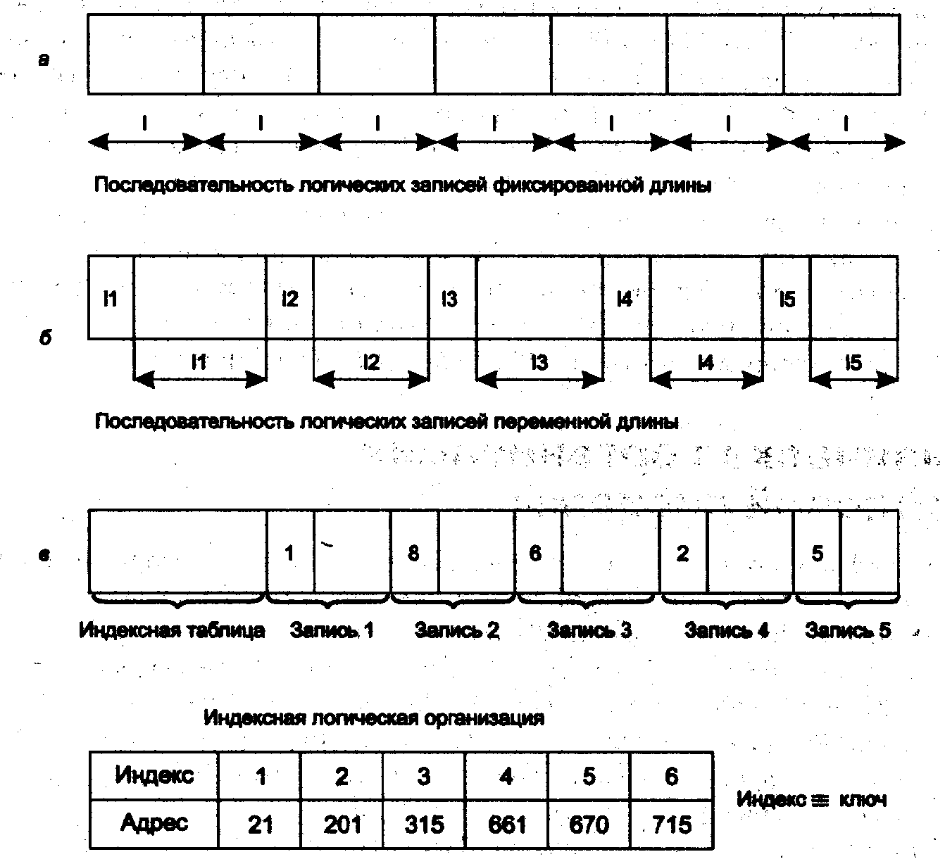 а
l l l l l l l
Последовательность логических записей фиксированной длины
l1 l2 l3 l4 l5
б
l1 l2 l3 l4 l5
Последовательность логических записей переменной длины
в 1 8 6 2 5
Индексная таблица Запись 1 Запись 2 Запись 3 Запись 4 Запись 5
Индексная логическая организация
Индекс 1 2 3 4 5 6
Индекс ≡ ключ
Адрес 21 201 315 661 670 715